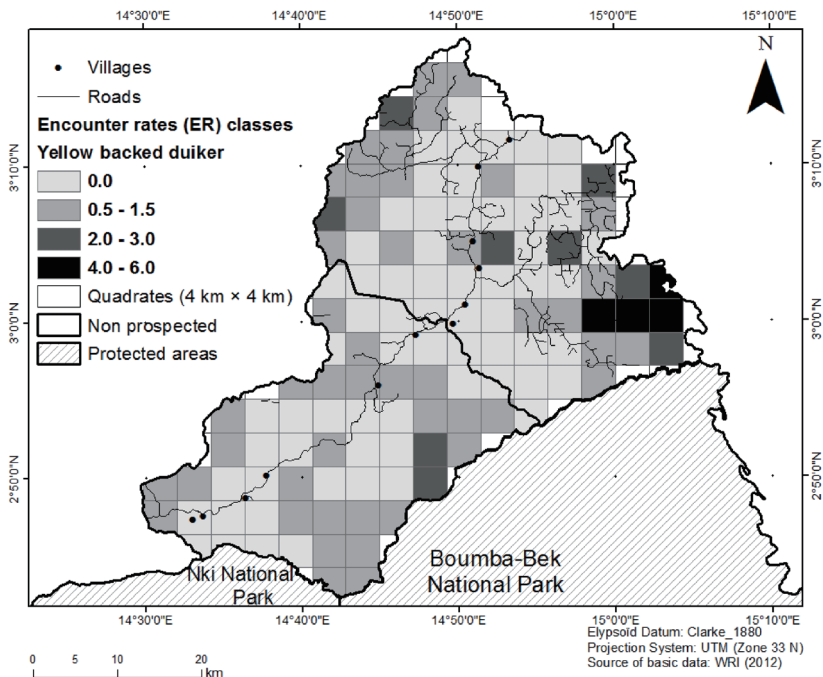 14°30'0"E 14°40'0"E 14°50'0"E 15°0'0"E 15°10'0"E
N
Villages
Roads
Encounter rates (ER) classes
Yellow backed duiker
0.0
0.5 - 1.5
2.0 - 3.0
4.0 - 6.0
Quadrates (4 km × 4 km)
Non prospected
Protected areas
3°10'0"N 3°10'0"N
3°0'0"N 3°0'0"N
2°50'0"N 2°50'0"N
Nki National
Park
Boumba-Bek
National Park
14°30'0"E 14°40'0"E 14°50'0"E 15°0'0"E 15°10'0"E
0 5 10 20
km
Elypsoïd Datum: Clarke_1880
Projection System: UTM (Zone 33 N)
Source of basic data: WRI (2012)